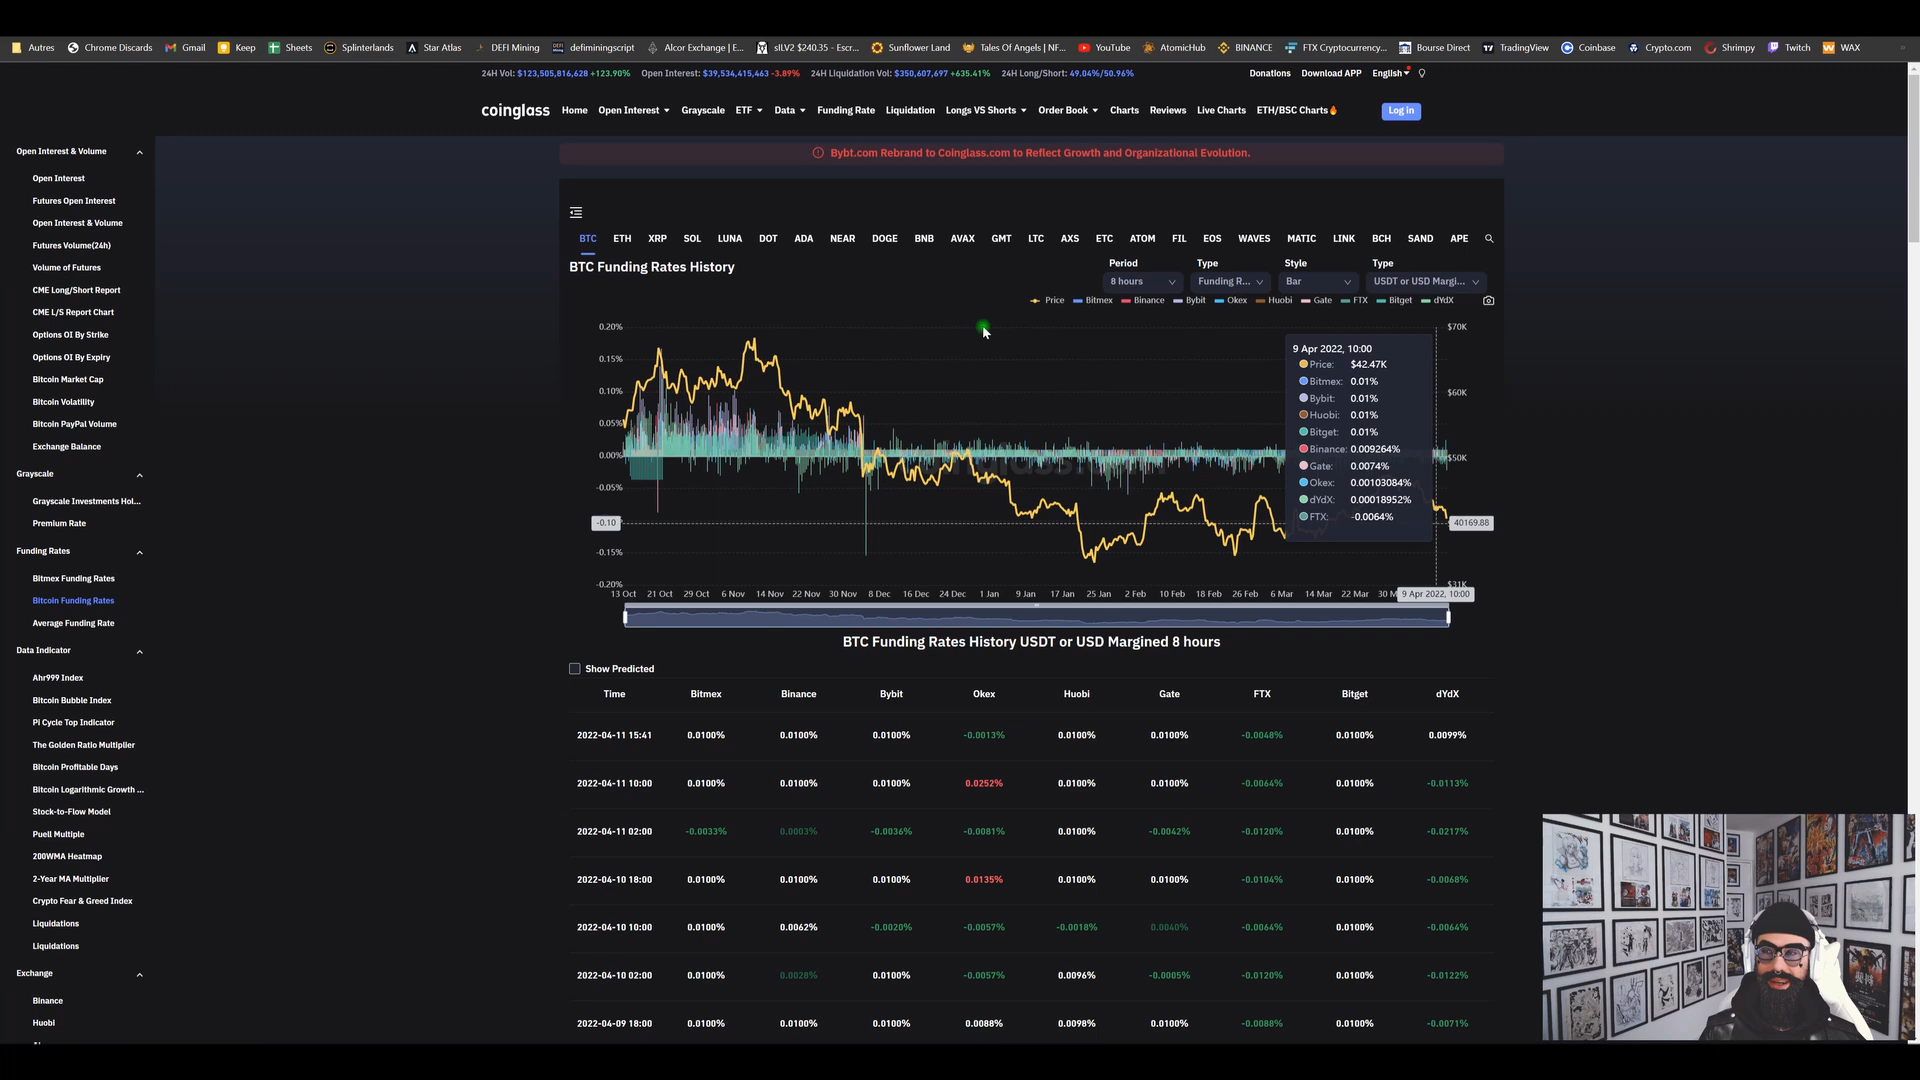 Autres Chrome Discards Gmail Keep Sheets Splinterlands Star Atlas DEFI Mining defiminingscript Alcor Exchange | E... sILV2 $240.35 - Escr... Sunflower Land Tales Of Angels | NF... YouTube AtomicHub BINANCE FTX Cryptocurrency... Bourse Direct TradingView Coinbase Crypto.com Shrimpy Twitch WAX
24H Vol: $123,505,816,628 +123.90% Open Interest: $39,534,415,463 -3.89% 24H Liquidation Vol: $350,607,697 +635.41% 24H Long/Short: 49.04%/50.96% Donations Download APP English
coinglass Home Open Interest Grayscale ETF Data Funding Rate Liquidation Longs VS Shorts Order Book Charts Reviews Live Charts ETH/BSC Charts Log in
Bybt.com Rebrand to Coinglass.com to Reflect Growth and Organizational Evolution.
Open Interest & Volume
Open Interest
Futures Open Interest
Open Interest & Volume
Futures Volume(24h)
Volume of Futures
CME Long/Short Report
CME L/S Report Chart
Options OI By Strike
Options OI By Expiry
Bitcoin Market Cap
Bitcoin Volatility
Bitcoin PayPal Volume
Exchange Balance
Grayscale
Grayscale Investments Hol...
Premium Rate
Funding Rates
Bitmex Funding Rates
Bitcoin Funding Rates
Average Funding Rate
Data Indicator
Ahr999 Index
Bitcoin Bubble Index
PI Cycle Top Indicator
The Golden Ratio Multiplier
Bitcoin Profitable Days
Bitcoin Logarithmic Growth ...
Stock-to-Flow Model
Puell Multiple
200WMA Heatmap
2-Year MA Multiplier
Crypto Fear & Greed Index
Liquidations
Liquidations
Exchange
Binance
Huobi
BTC ETH XRP SOL LUNA DOT ADA NEAR DOGE BNB AVAX GMT LTC AXS ETC ATOM FIL EOS WAVES MATIC LINK BCH SAND APE
BTC Funding Rates History
Period Type Style Type
8 hours Funding R... Bar USDT or USD Margi...
Price Bitmex Binance Bybit Okex Huobi Gate FTX Bitget dYdX
0.20% $70K
0.15%
0.10% $60K
0.05%
0.00% $50K
-0.05%
-0.10 40169.88
-0.15%
-0.20% $31K
9 Apr 2022, 10:00
Price: $42.47K
Bitmex: 0.01%
Bybit: 0.01%
Huobi: 0.01%
Bitget: 0.01%
Binance: 0.009264%
Gate: 0.0074%
Okex: 0.00103084%
dYdX: 0.00018952%
FTX: -0.0064%
13 Oct 21 Oct 29 Oct 6 Nov 14 Nov 22 Nov 30 Nov 8 Dec 16 Dec 24 Dec 1 Jan 9 Jan 17 Jan 25 Jan 2 Feb 10 Feb 18 Feb 26 Feb 6 Mar 14 Mar 22 Mar 30 M 9 Apr 2022, 10:00
BTC Funding Rates History USDT or USD Margined 8 hours
Show Predicted
Time Bitmex Binance Bybit Okex Huobi Gate FTX Bitget dYdX
2022-04-11 15:41 0.0100% 0.0100% 0.0100% -0.0013% 0.0100% 0.0100% -0.0048% 0.0100% 0.0099%
2022-04-11 10:00 0.0100% 0.0100% 0.0100% 0.0252% 0.0100% 0.0100% -0.0064% 0.0100% -0.0113%
2022-04-11 02:00 -0.0033% 0.0003% -0.0036% -0.0081% 0.0100% -0.0042% -0.0120% 0.0100% -0.0217%
2022-04-10 18:00 0.0100% 0.0100% 0.0100% 0.0135% 0.0100% 0.0100% -0.0104% 0.0100% -0.0068%
2022-04-10 10:00 0.0100% 0.0062% -0.0020% -0.0057% -0.0018% 0.0040% -0.0064% 0.0100% -0.0064%
2022-04-10 02:00 0.0100% 0.0028% 0.0100% -0.0057% 0.0096% -0.0005% -0.0120% 0.0100% -0.0122%
2022-04-09 18:00 0.0100% 0.0100% 0.0100% 0.0088% 0.0098% 0.0100% -0.0088% 0.0100% -0.0071%